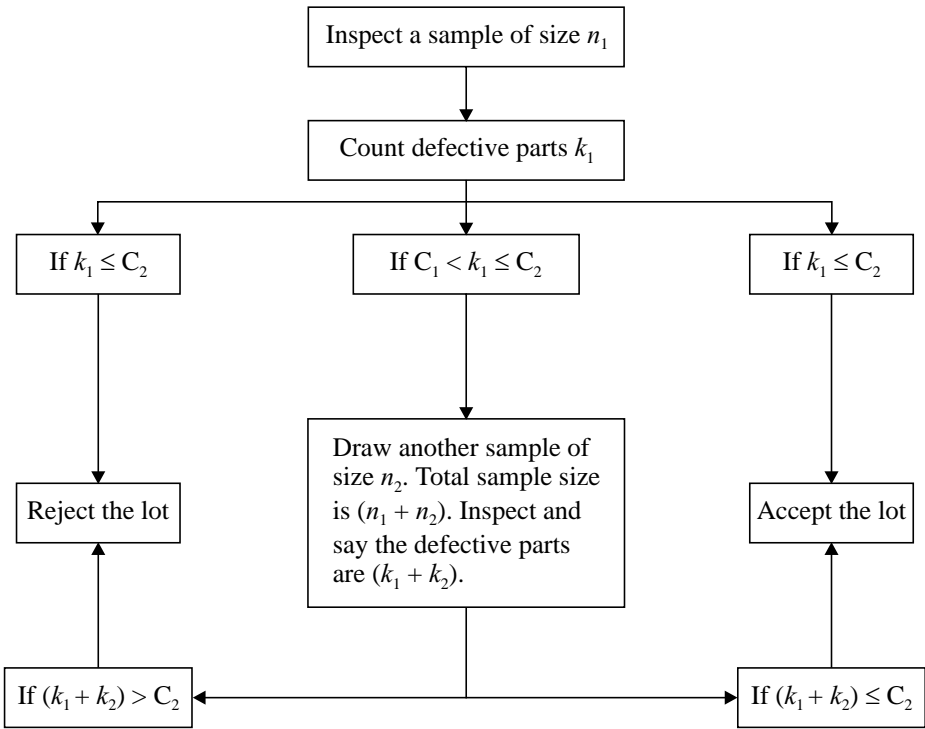 Inspect a sample of size n₁
Count defective parts k₁
If k₁ ≤ C₂
If C₁ < k₁ ≤ C₂
If k₁ ≤ C₂
Draw another sample of
size n₂. Total sample size
is (n₁ + n₂). Inspect and
say the defective parts
are (k₁ + k₂).
Reject the lot
Accept the lot
If (k₁ + k₂) > C₂
If (k₁ + k₂) ≤ C₂